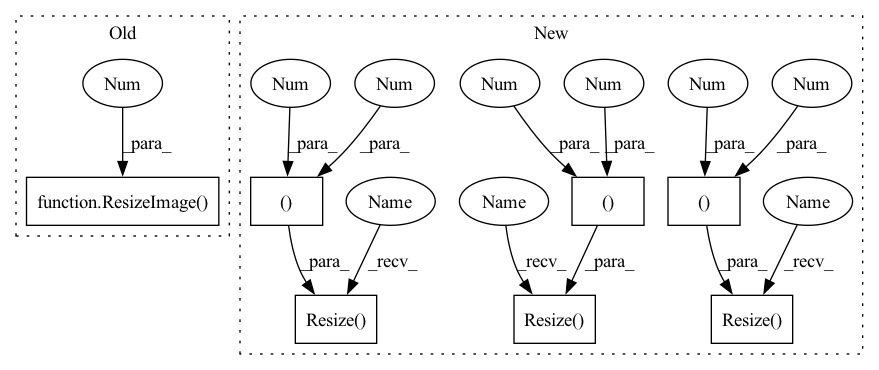 Old
New
Num
Num
Num
Num
Num
Num
Num
_para_
_para_
_para_
_para_
_para_
_para_
_para_
function.ResizeImage()
()
Name
Name
()
()
Name
_para_
_recv_
_recv_
_para_
_para_
_recv_
Resize()
Resize()
Resize()